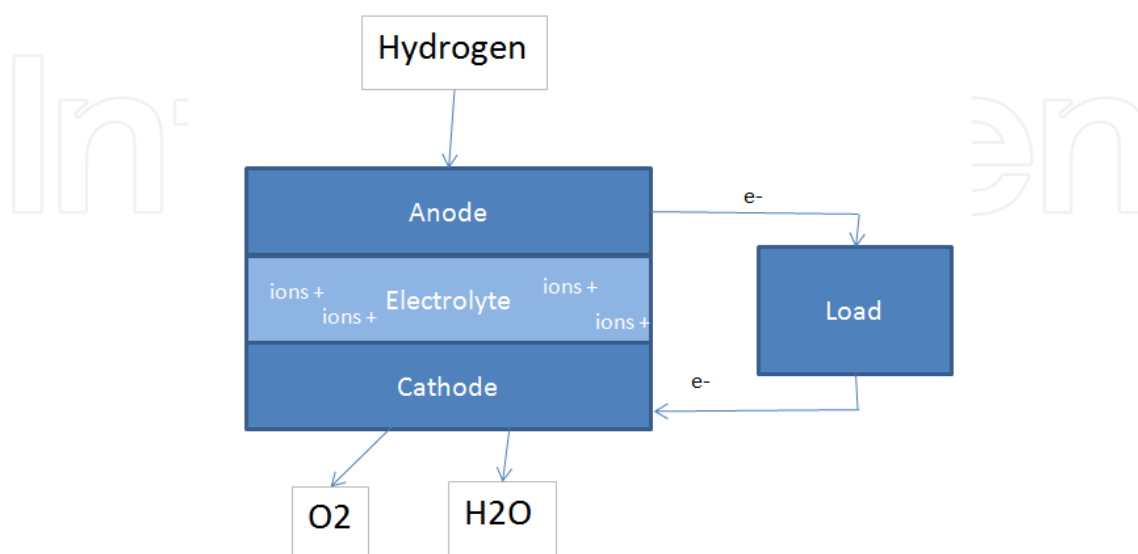 Hydrogen
Anode
e-
ions +
ions +
Electrolyte
ions +
ions +
Load
Cathode
e-
O2
H2O